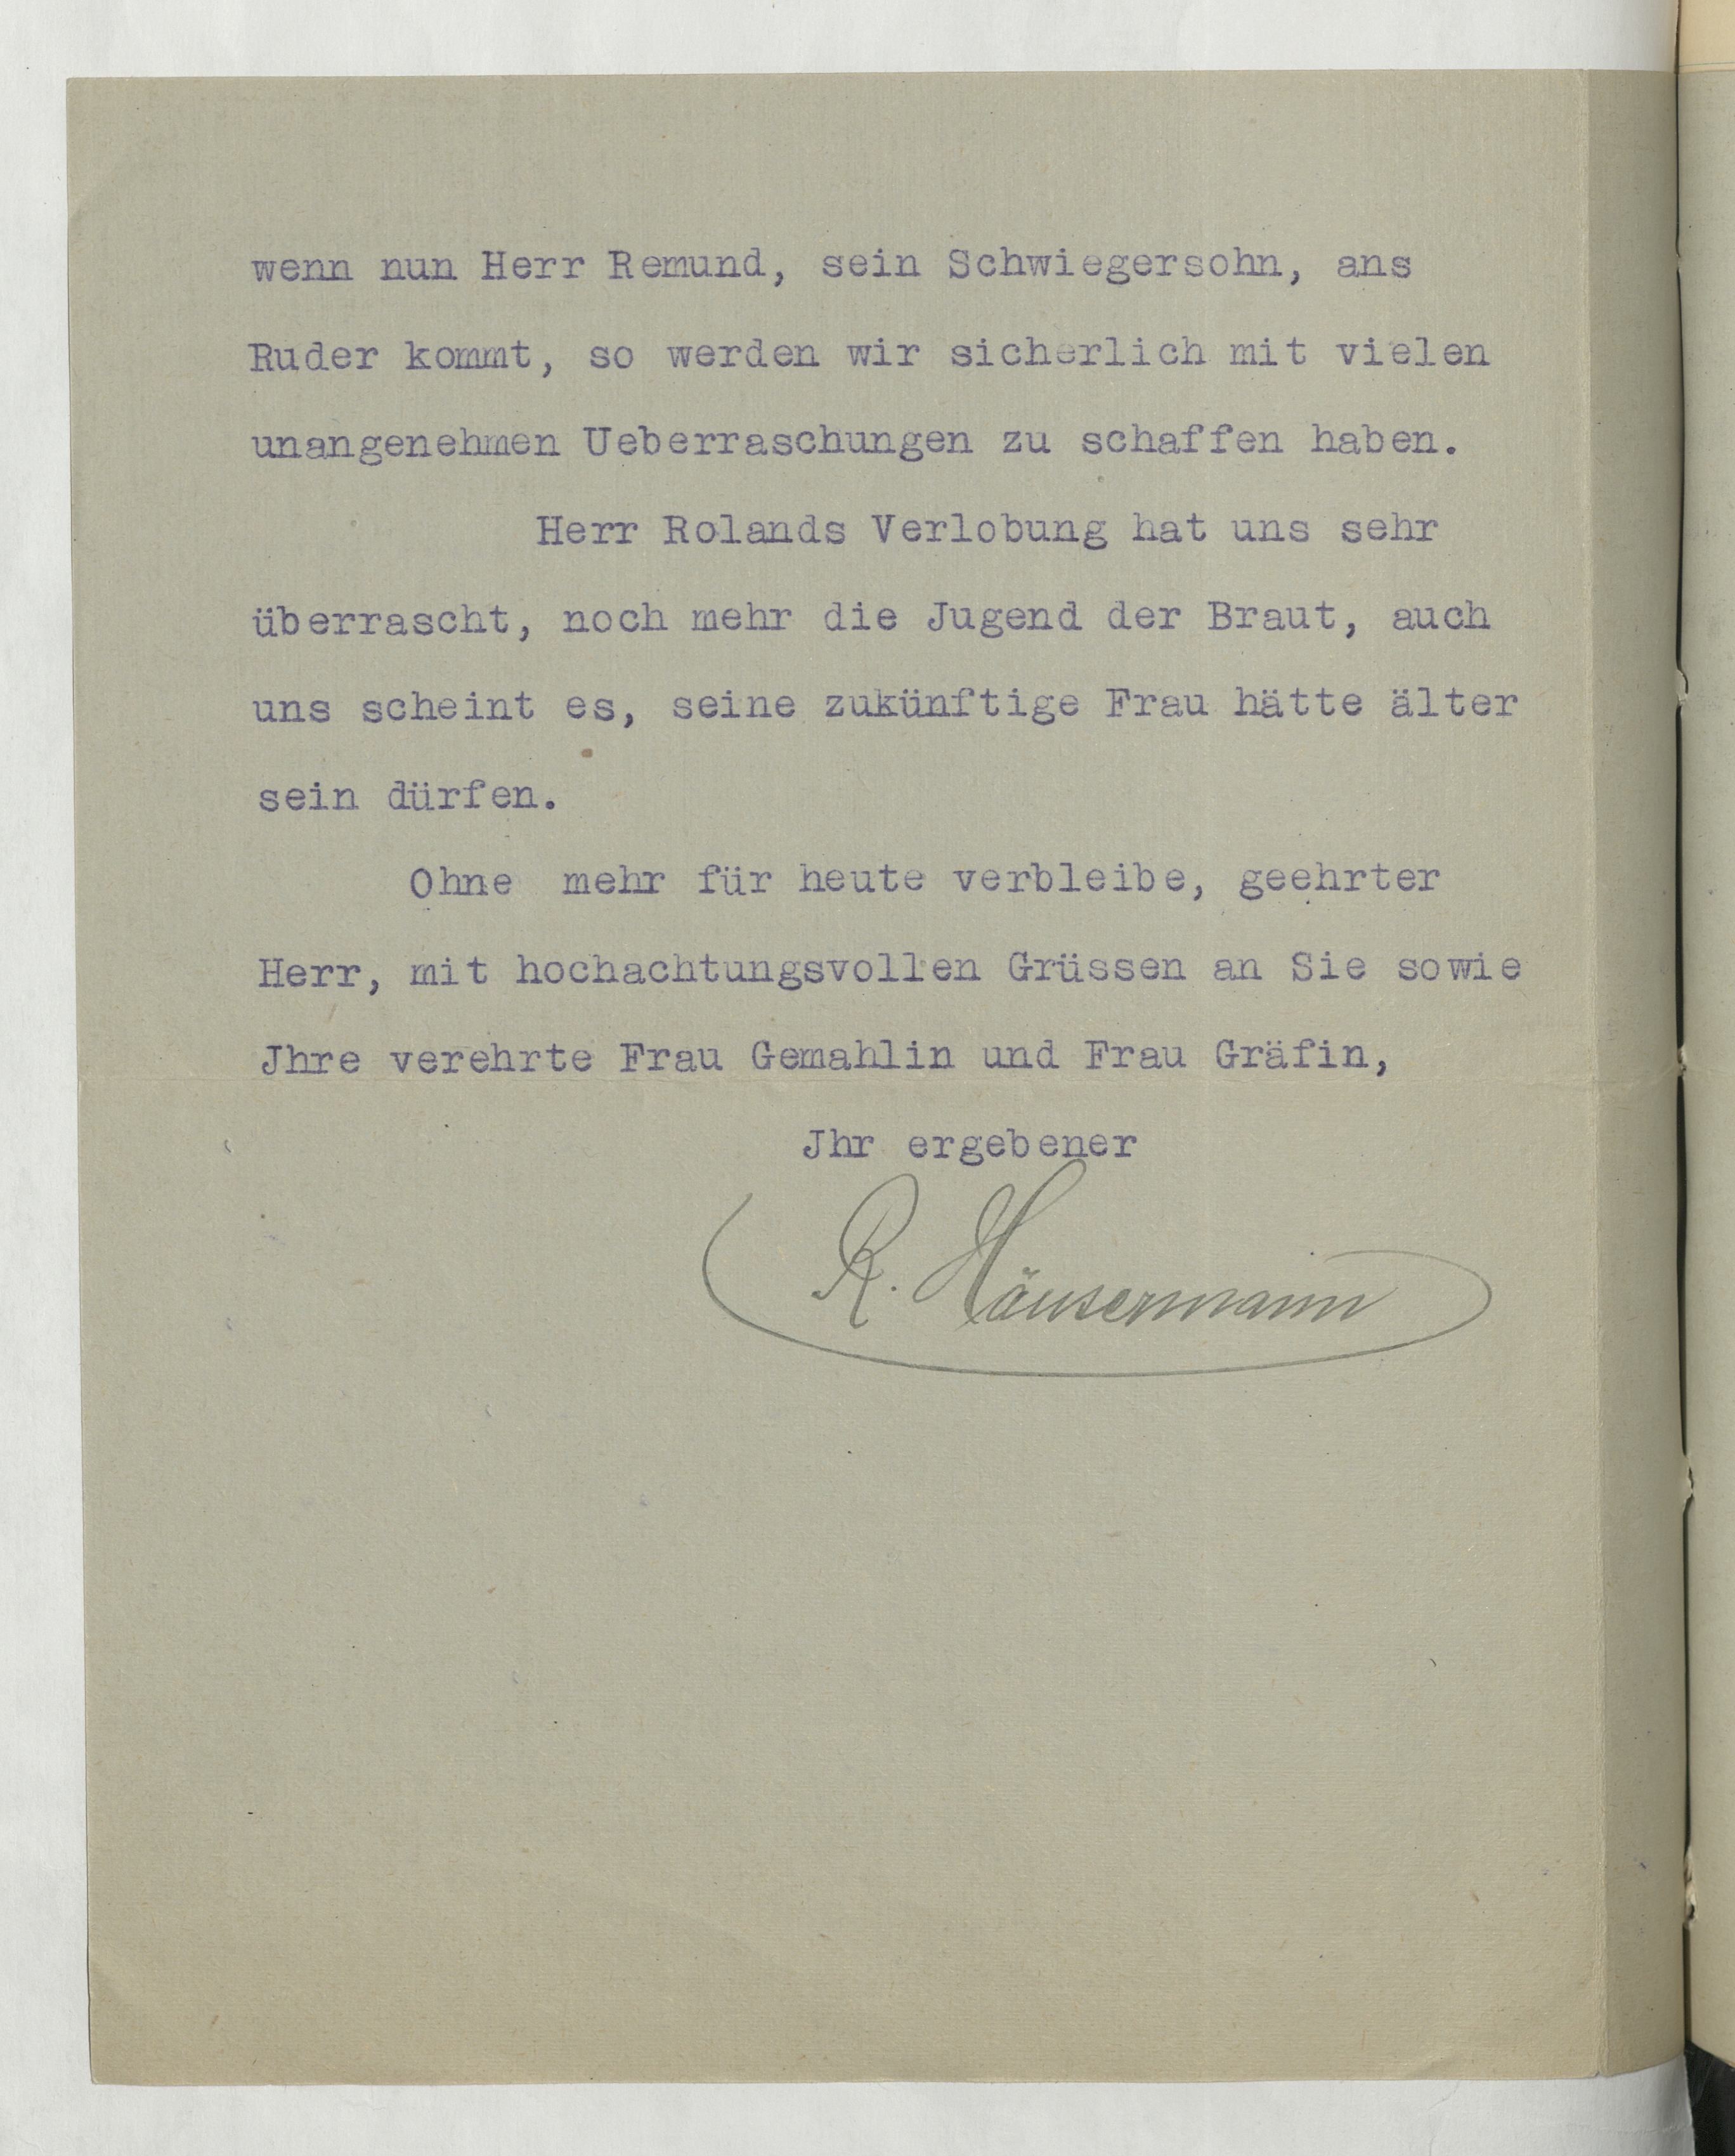 wenn nun Herr Remund, sein Schwiegersohn, ans
Ruder kommt, so werden wir sicherlich mit vielen
unangenehmen Ueberraschungen zu schaffen haben.
Herr Rolands Verlobung hat uns sehr
überrascht, noch mehr die Jugend der Braut, auch
uns scheint es, seine zukünftige Frau hätte älter
sein dürfen.
Ohne mehr für heute verbleibe, geehrter
Herr, mit hochachtungsvollen Grüssen an Sie sowie
Jhre verehrte Frau Gemahlin und Frau Gräfin,
Jhr ergebener
R. Häusermann